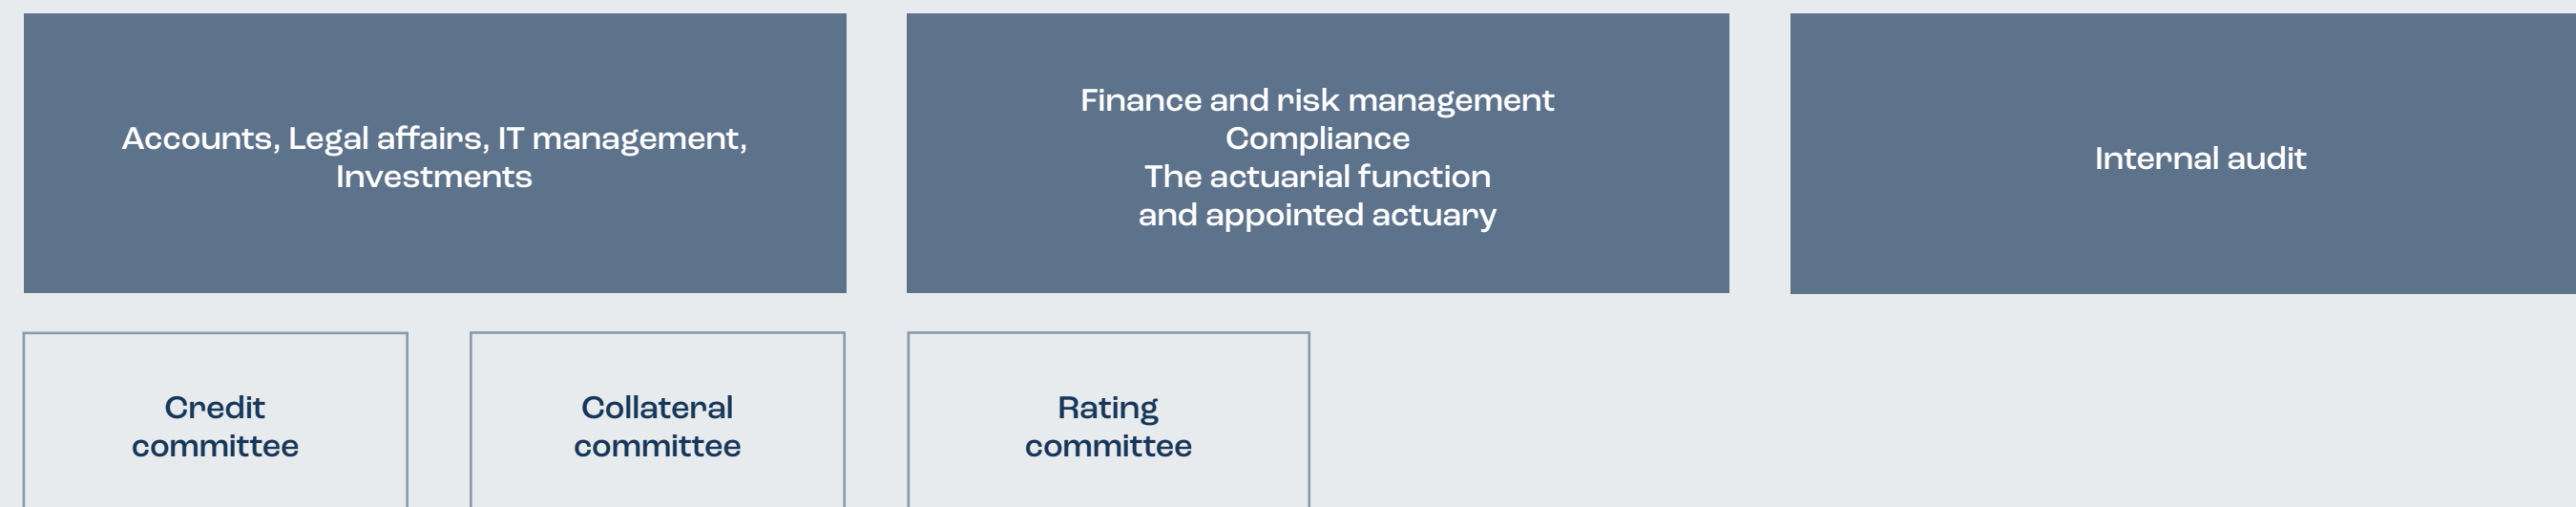 Accounts, Legal affairs, IT management,
Investments
Finance and risk management
Compliance
The actuarial function
and appointed actuary
Internal audit
Credit
committee
Collateral
committee
Rating
committee